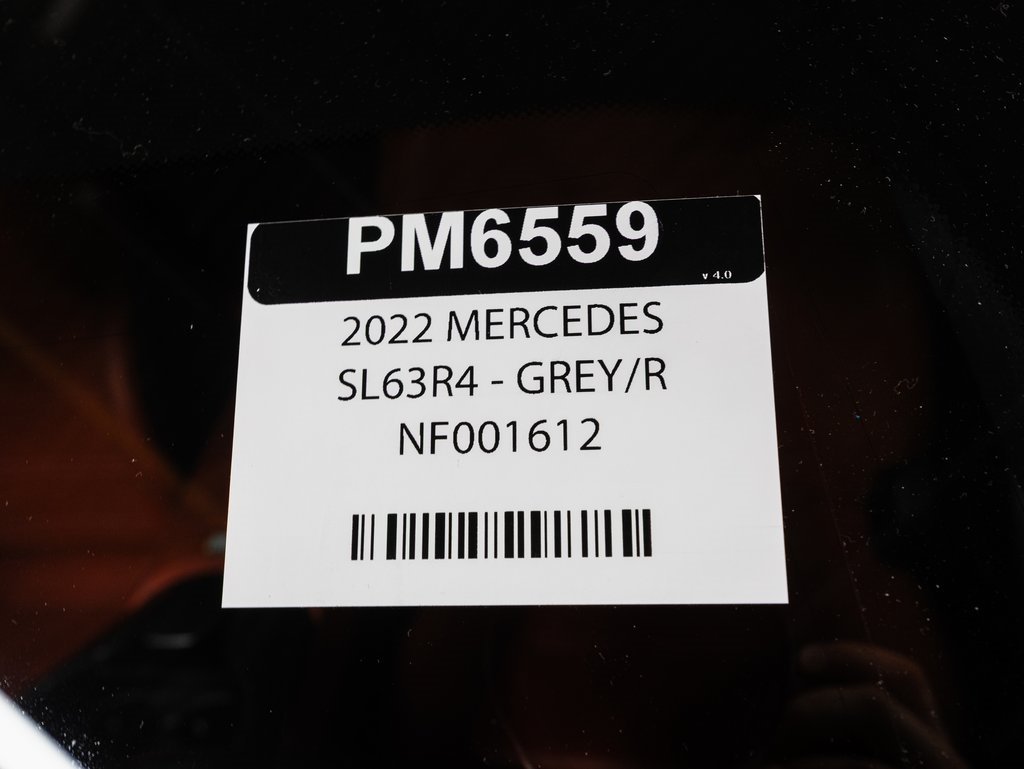 PM6559
v 4.0
2022 MERCEDES
SL63R4 - GREY/R
NF001612